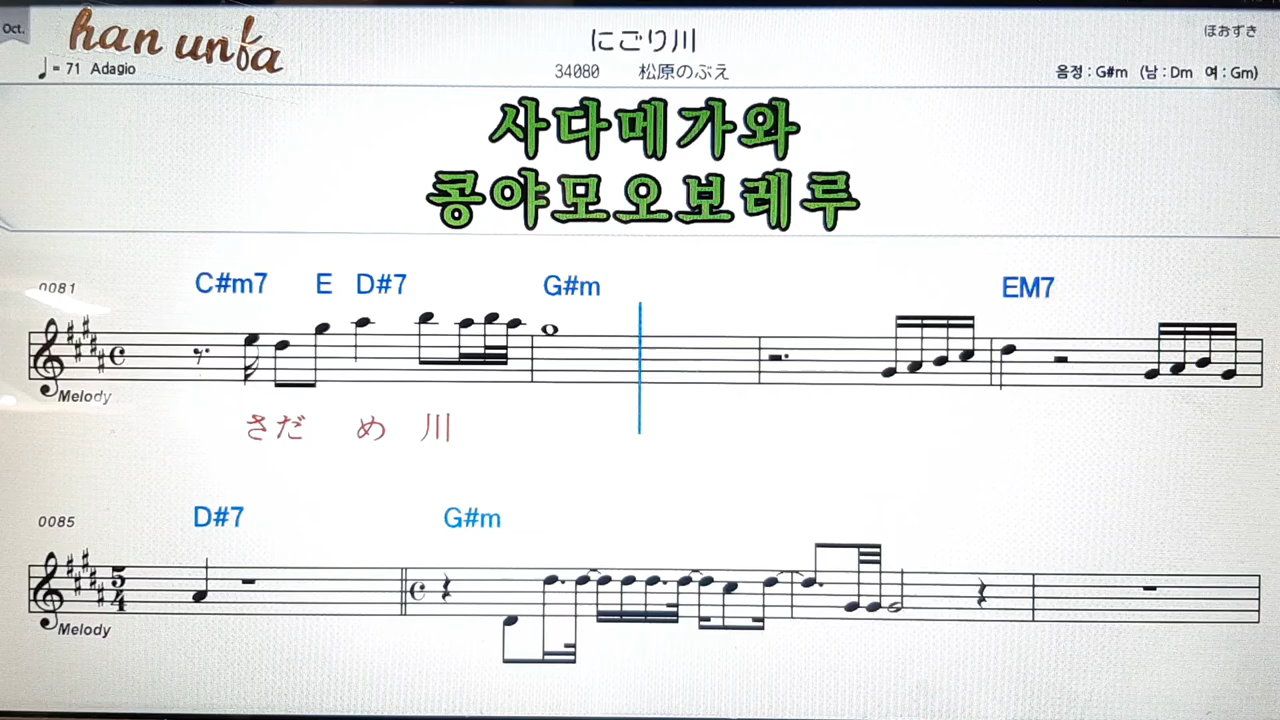 Oct.
han unia
にごり川
ほおずき
♩= 71 Adagio
34080 松原のぶえ
음정 : G#m (남 : Dm 여 : Gm)
사다메가와
콩야모오보레루
0081
C#m7 E D#7 G#m EM7
Melody
さだ め 川
0085
D#7 G#m
5
4
Melody